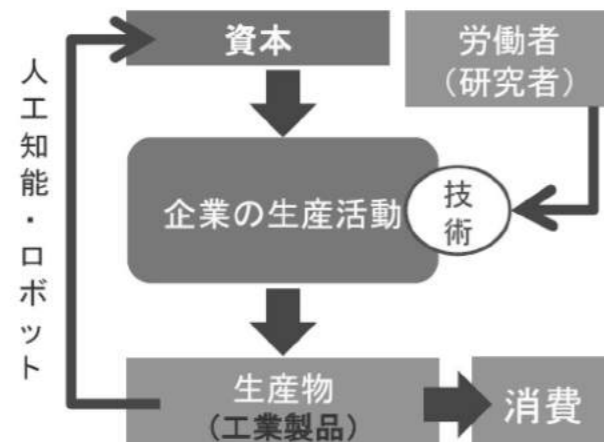 資本
労働者
（研究者）
人工知能・ロボット
企業の生産活動
技術
生産物
（工業製品）
消費